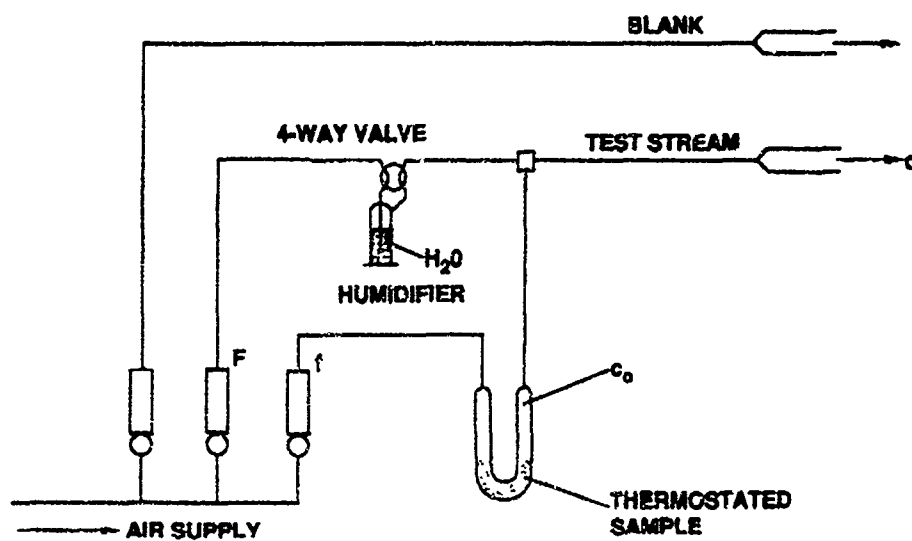 BLANK
4-WAY VALVE
TEST STREAM
C
H₂O
HUMIDIFIER
F
f
c₀
THERMOSTATED
SAMPLE
AIR SUPPLY